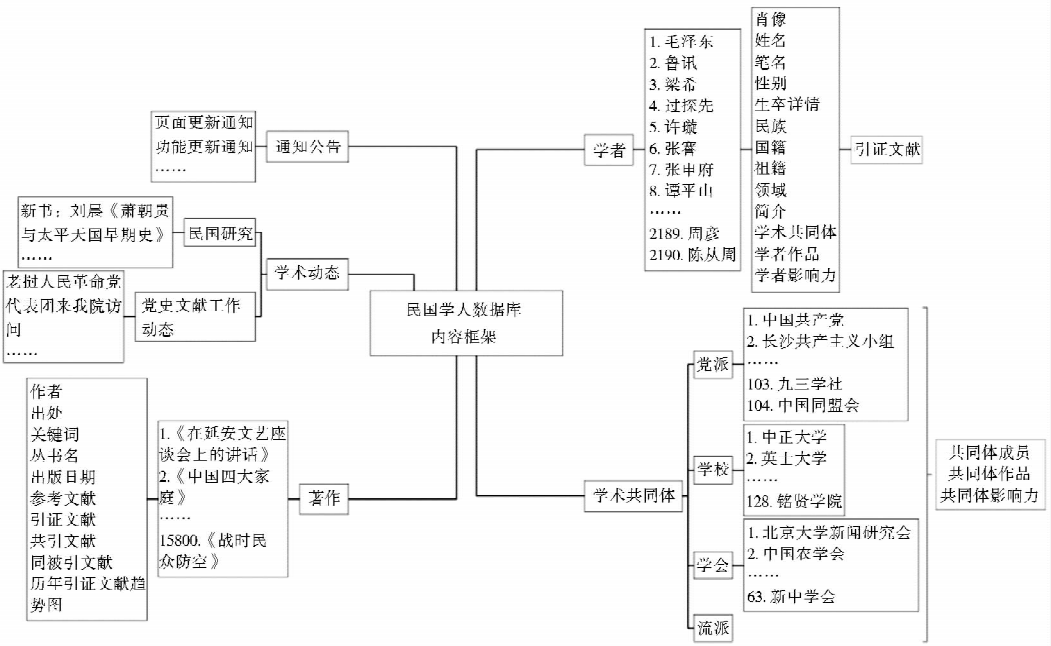 页面更新通知
功能更新通知
……
通知公告
新书：刘晨《萧朝贵
与太平天国早期史》
……
民国研究
老挝人民革命党
代表团来我院访
问
……
党史文献工作
动态
学术动态
作者
出处
关键词
丛书名
出版日期
参考文献
引证文献
共引文献
同被引文献
历年引证文献趋
势图
1.《在延安文艺座
谈会上的讲话》
2.《中国四大家
庭》
……
15800.《战时民
众防空》
著作
民国学人数据库
内容框架
学者
1. 毛泽东
2. 鲁讯
3. 梁希
4. 过探先
5. 许璇
6. 张謇
7. 张申府
8. 谭平山
……
2189. 周彦
2190. 陈从周
肖像
姓名
笔名
性别
生卒详情
民族
国籍
祖籍
领域
简介
学术共同体
学者作品
学者影响力
引证文献
学术共同体
党派
1. 中国共产党
2. 长沙共产主义小组
……
103. 九三学社
104. 中国同盟会
学校
1. 中正大学
2. 英士大学
……
128. 铭贤学院
学会
1. 北京大学新闻研究会
2. 中国农学会
……
63. 新中学会
流派
共同体成员
共同体作品
共同体影响力